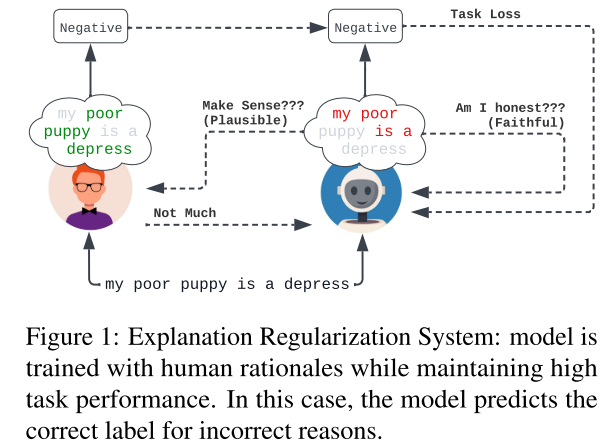 Task Loss
Negative
Negative
my poor
puppy is a
depress
Make Sense???
(Plausible)
my poor
puppy is a
depress
Am I honest???
(Faithful)
Not Much
my poor puppy is a depress
Figure 1: Explanation Regularization System: model is
trained with human rationales while maintaining high
task performance. In this case, the model predicts the
correct label for incorrect reasons.